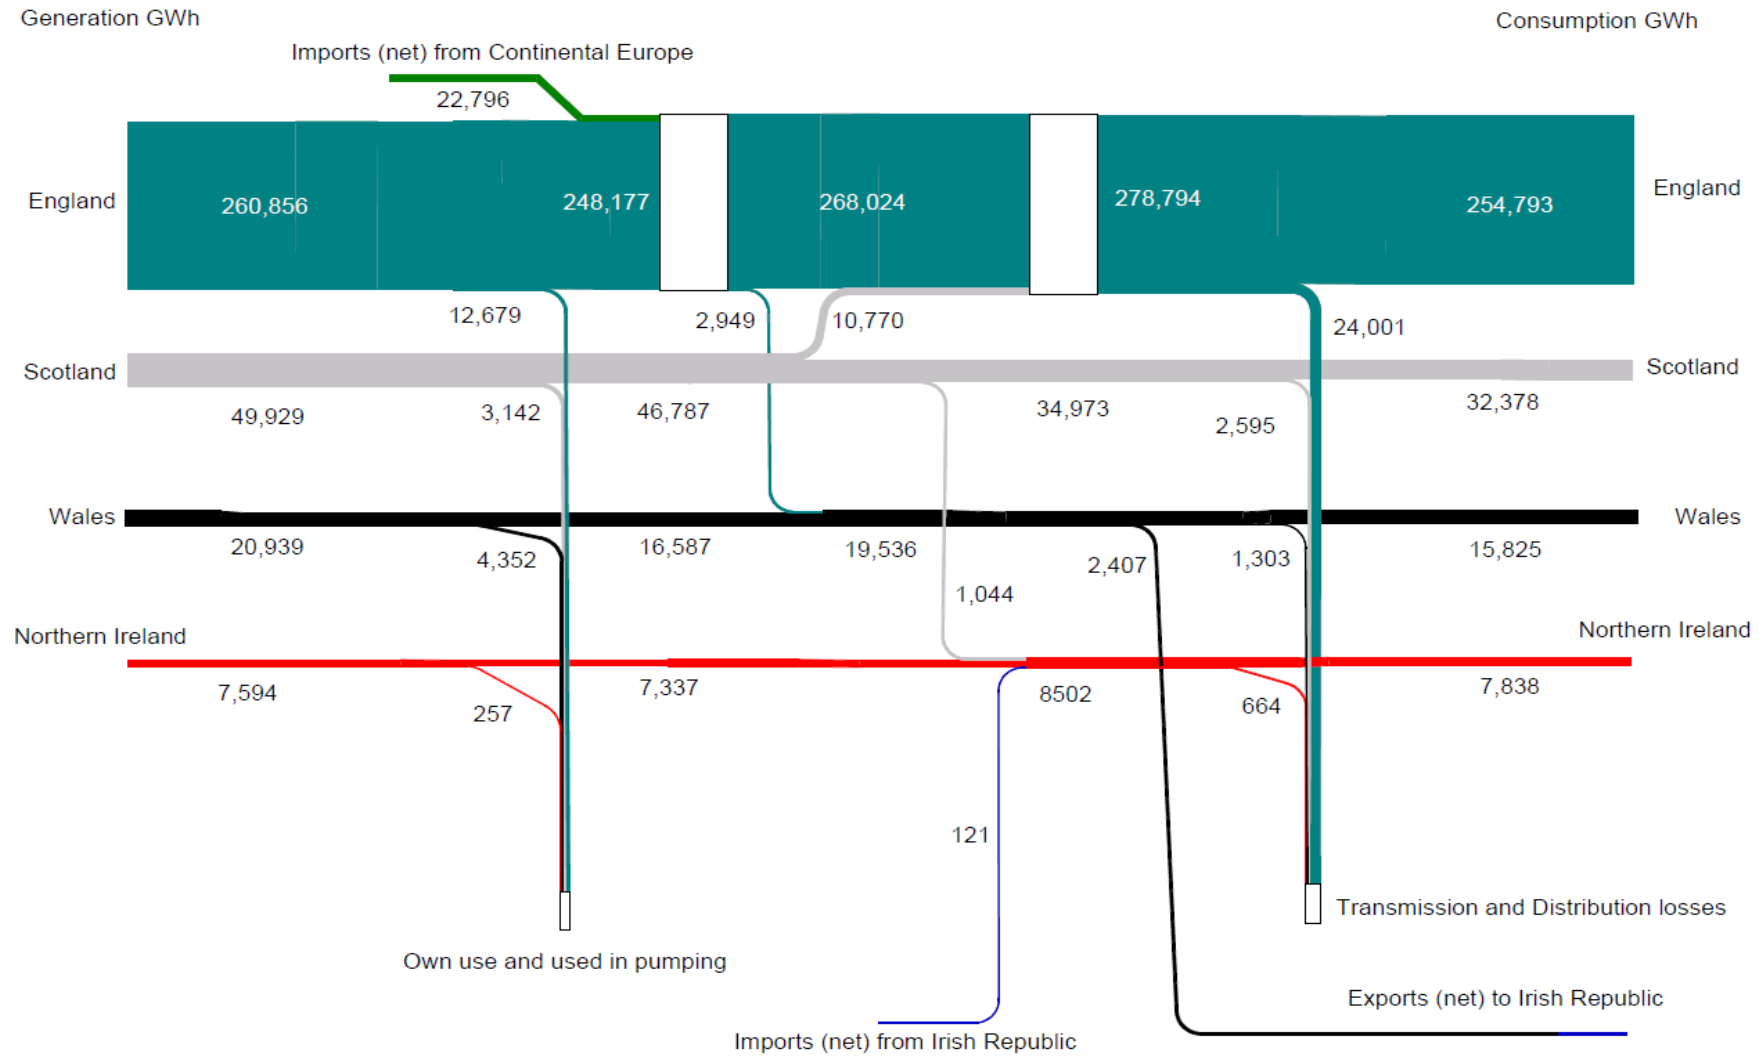 Generation GWh
Consumption GWh
Imports (net) from Continental Europe
22,796
England
260,856
248,177
268,024
278,794
254,793
England
12,679
2,949
10,770
24,001
Scotland
Scotland
49,929
3,142
46,787
34,973
2,595
32,378
Wales
Wales
20,939
4,352
16,587
19,536
2,407
1,303
15,825
1,044
Northern Ireland
Northern Ireland
7,594
257
7,337
8502
664
7,838
121
Transmission and Distribution losses
Own use and used in pumping
Exports (net) to Irish Republic
Imports (net) from Irish Republic